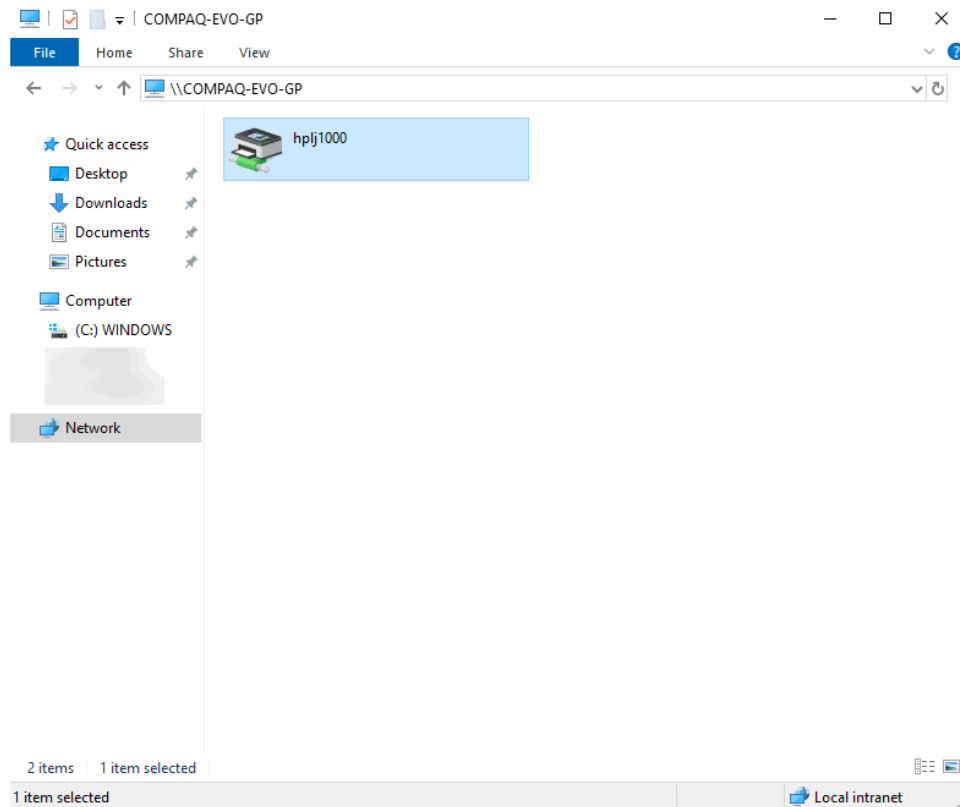 COMPAQ-EVO-GP
File Home Share View
\\COMPAQ-EVO-GP
Quick access
Desktop
Downloads
Documents
Pictures
Computer
(C:) WINDOWS
Network
hplj1000
2 items 1 item selected
1 item selected
Local intranet